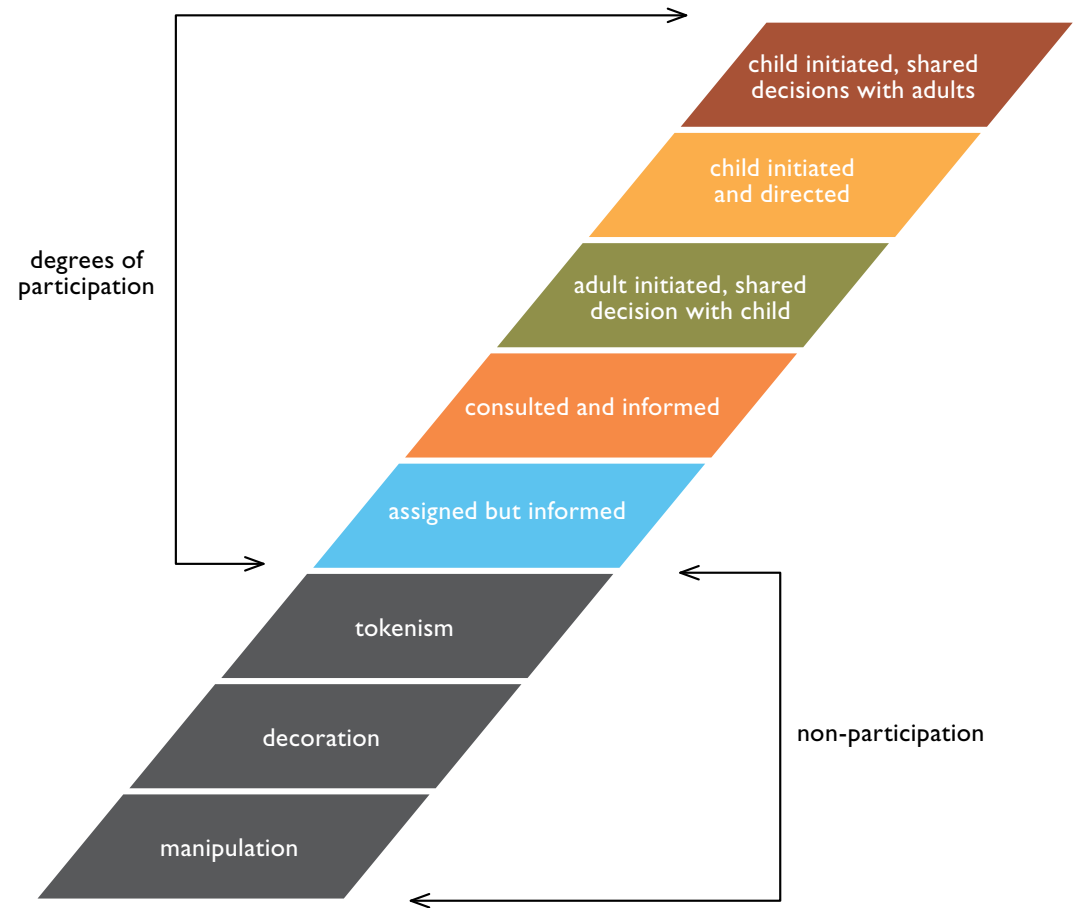 child initiated, shared
decisions with adults
child initiated
and directed
degrees of
participation
adult initiated, shared
decision with child
consulted and informed
assigned but informed
tokenism
non-participation
decoration
manipulation